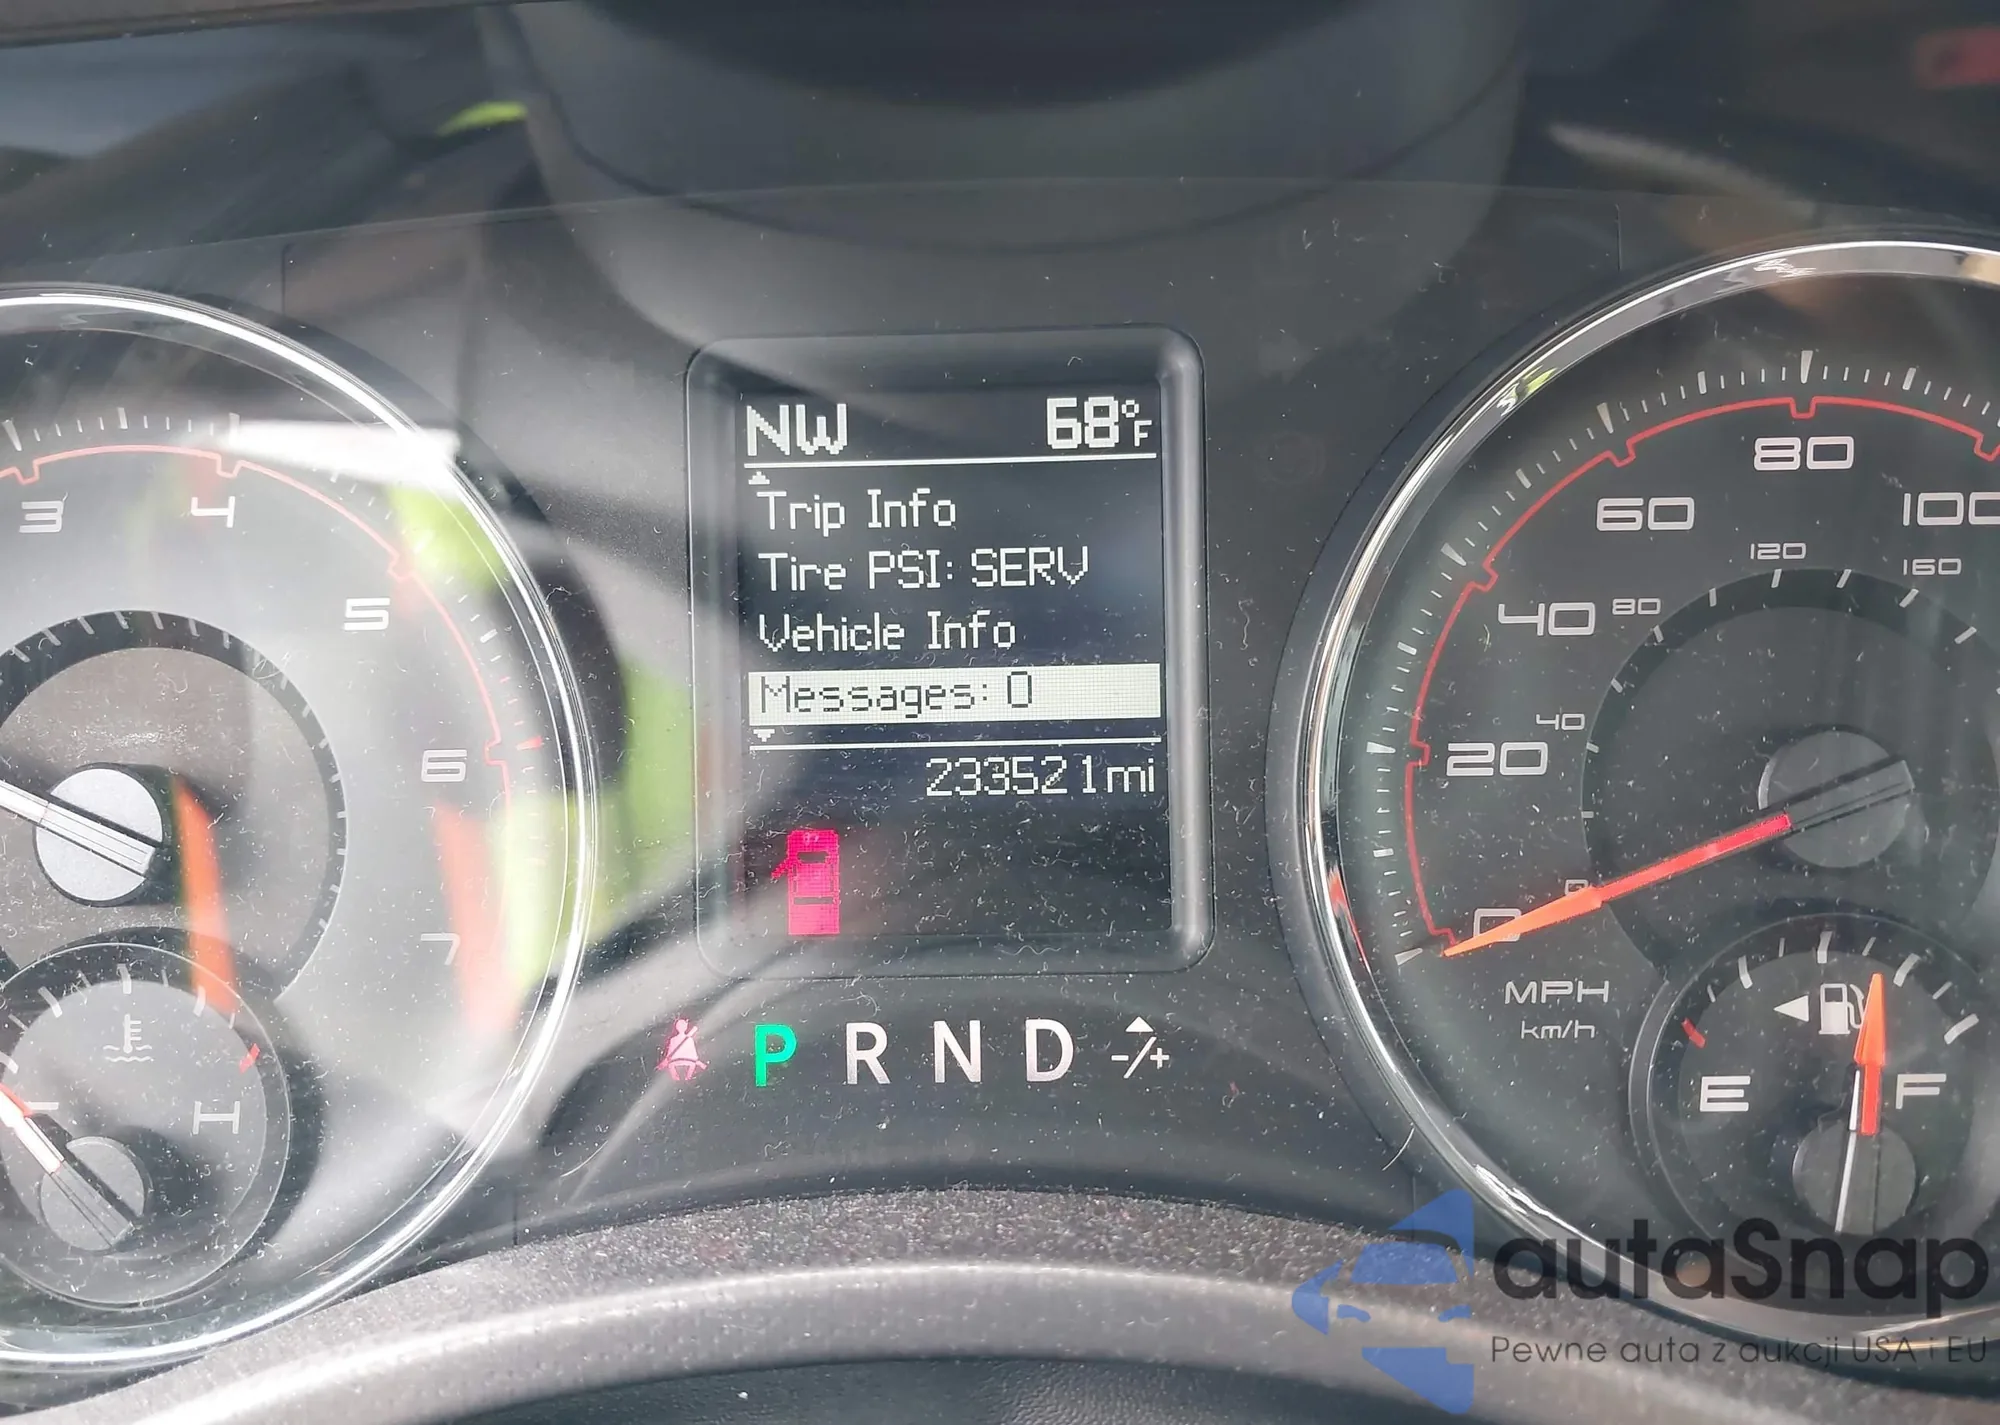 NW 68°F
Trip Info
Tire PSI: SERV
Vehicle Info
Messages: 0
233521mi
P R N D -/+
3 4 5 6 7
H
0 20 40 60 80 100
0 40 80 120 160
MPH
km/h
E F
autaSnap
Pewne auta z aukcji USA i EU